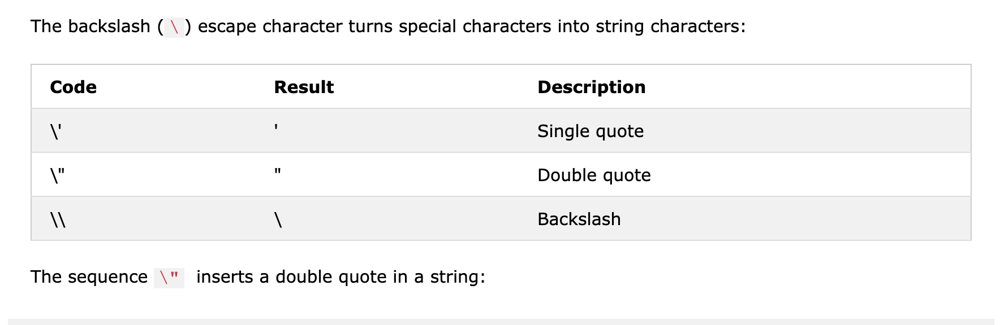 The backslash ( \ ) escape character turns special characters into string characters:
Code Result Description
\' ' Single quote
\" " Double quote
\\ \ Backslash
The sequence \" inserts a double quote in a string: